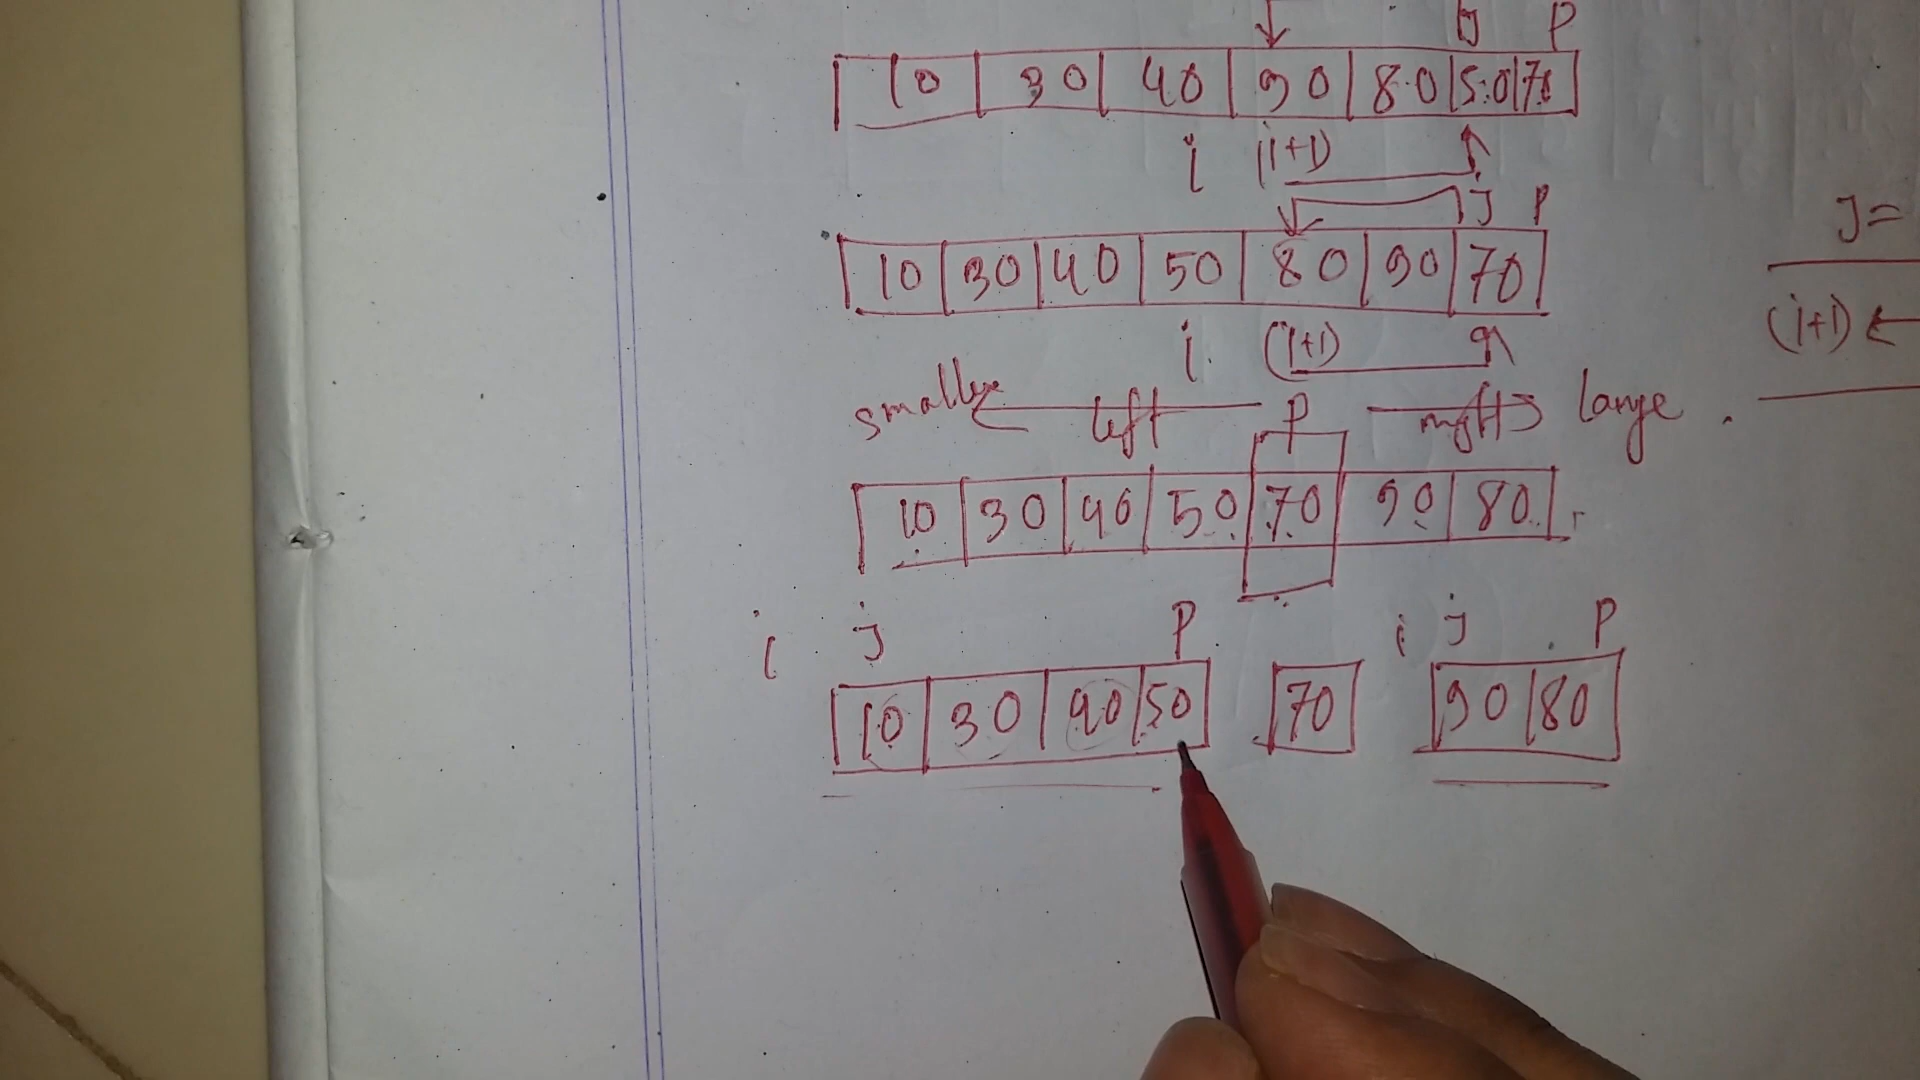 J P
10 30 40 90 80 50 70
i (i+1)
J P
J=
10 30 40 50 80 90 70
(i+1) ←
i (i+1)
smaller ← left P right → large .
10 30 40 50 70 90 80
i j P i j P
10 30 40 50 70 90 80